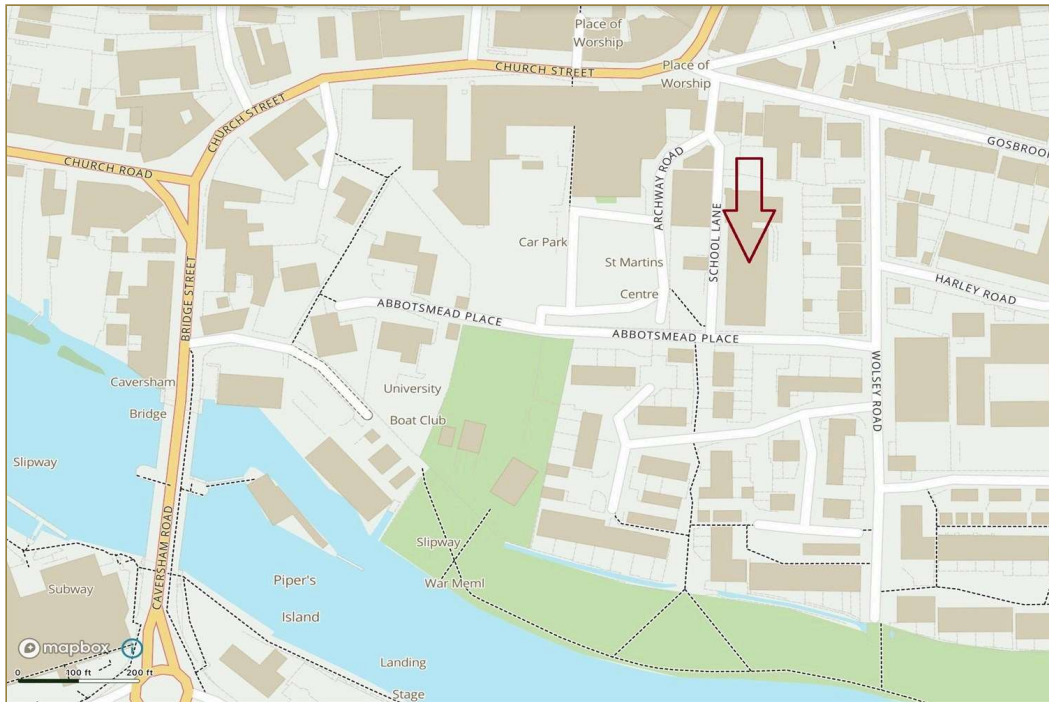 Place of
Worship
CHURCH STREET
Place of
Worship
CHURCH STREET
CHURCH ROAD
GOSBROOK
ARCHWAY ROAD
SCHOOL LANE
Car Park
St Martins
Centre
HARLEY ROAD
BRIDGE STREET
ABBOTSMEAD PLACE
ABBOTSMEAD PLACE
WOLSEY ROAD
Caversham
Bridge
University
Boat Club
Slipway
CAVERSHAM ROAD
Slipway
War Meml
Piper's
Island
Subway
mapbox
Landing
Stage
0 100 ft 200 ft